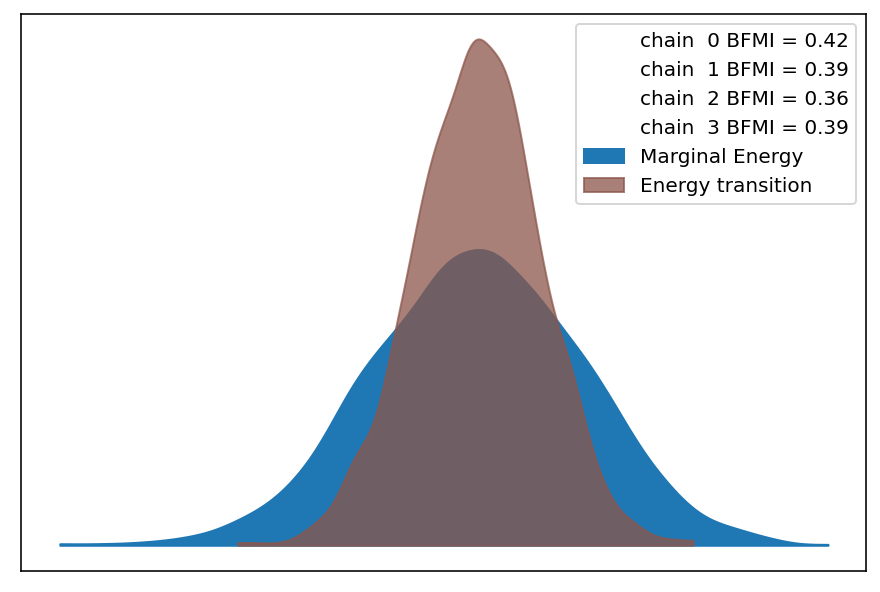 chain  0 BFMI = 0.42
chain  1 BFMI = 0.39
chain  2 BFMI = 0.36
chain  3 BFMI = 0.39
Marginal Energy
Energy transition